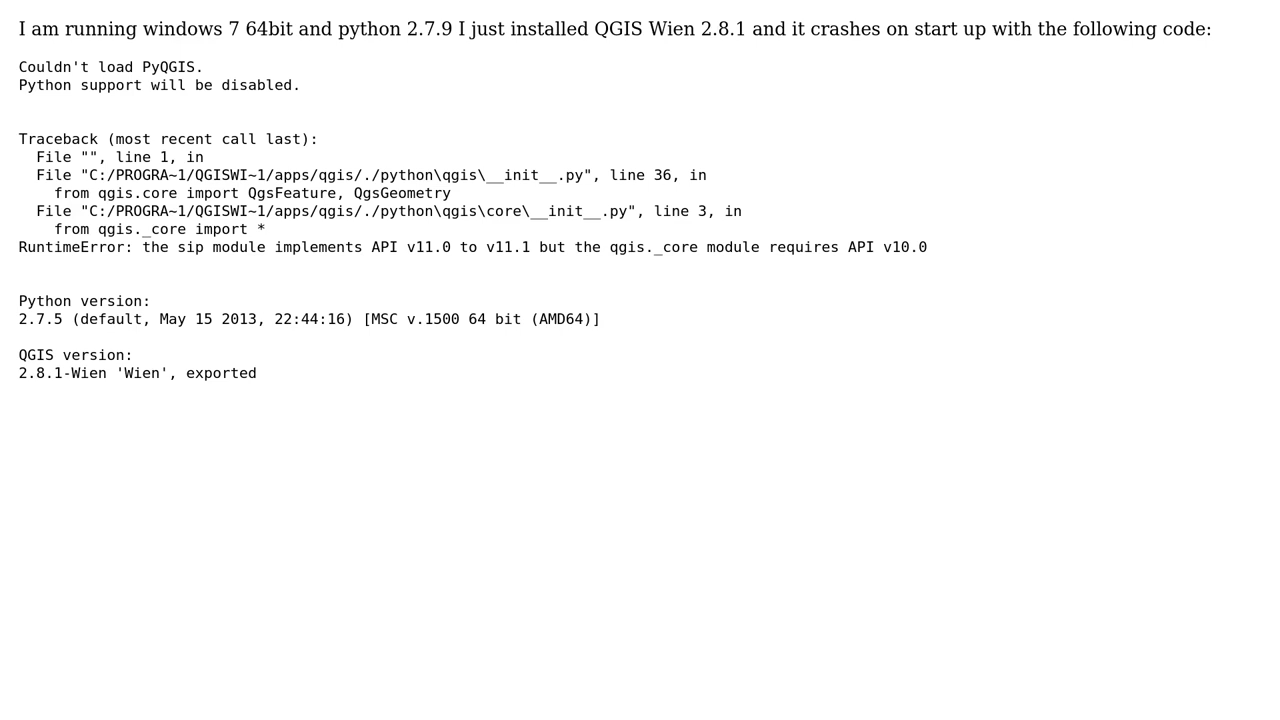 I am running windows 7 64bit and python 2.7.9 I just installed QGIS Wien 2.8.1 and it crashes on start up with the following code:
Couldn't load PyQGIS.
Python support will be disabled.
Traceback (most recent call last):
  File "", line 1, in
  File "C:/PROGRA~1/QGISWI~1/apps/qgis/./python\qgis\__init__.py", line 36, in
    from qgis.core import QgsFeature, QgsGeometry
  File "C:/PROGRA~1/QGISWI~1/apps/qgis/./python\qgis\core\__init__.py", line 3, in
    from qgis._core import *
RuntimeError: the sip module implements API v11.0 to v11.1 but the qgis._core module requires API v10.0
Python version:
2.7.5 (default, May 15 2013, 22:44:16) [MSC v.1500 64 bit (AMD64)]
QGIS version:
2.8.1-Wien 'Wien', exported